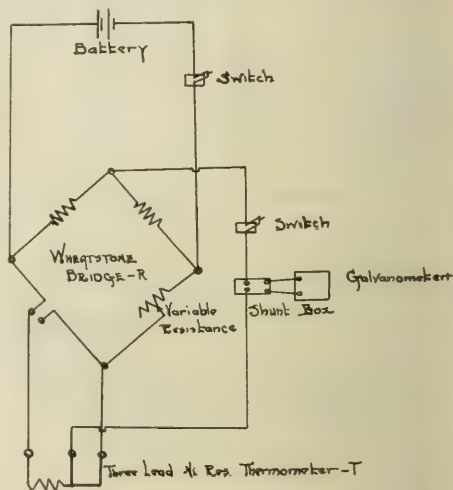 Battery
Switch
Switch
WHEATSTONE
BRIDGE-R
Galvanometer
Variable
Resistance
Shunt Box
Three Lead Ni Res. Thermometer-T